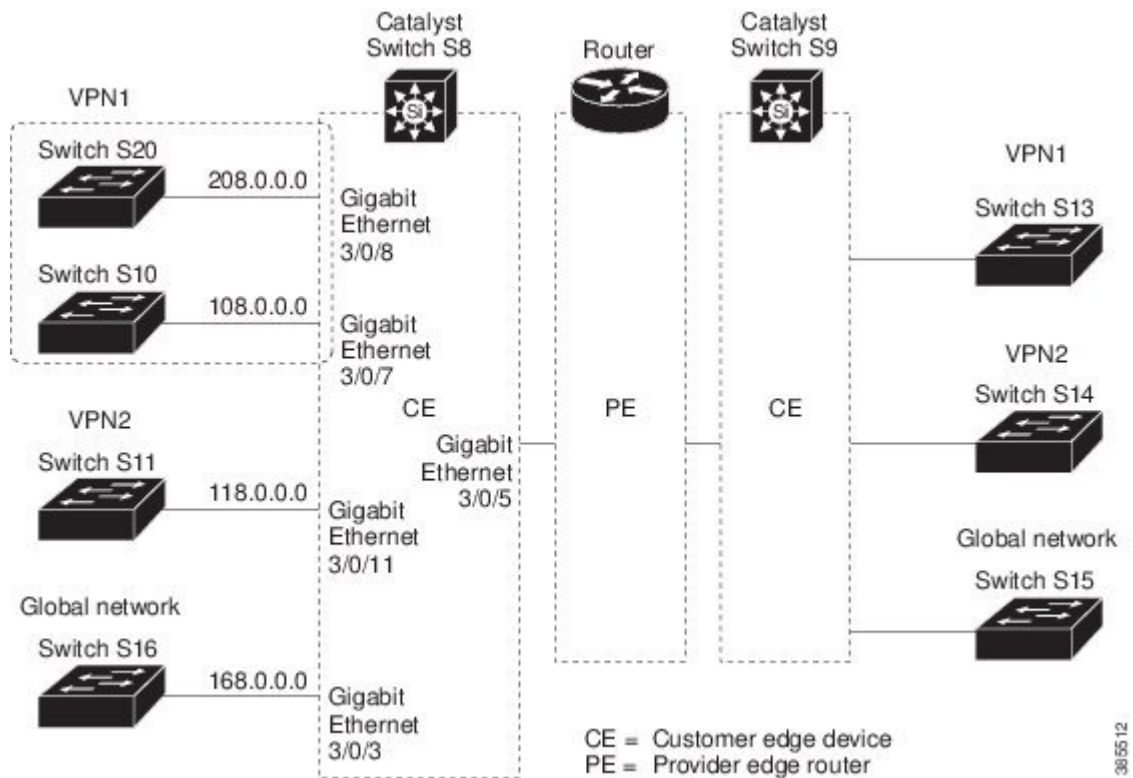 Catalyst
Switch S8
Router
Catalyst
Switch S9
Si
Si
VPN1
Switch S20
208.0.0.0
Gigabit
Ethernet
3/0/8
Switch S10
108.0.0.0
Gigabit
Ethernet
3/0/7
VPN2
Switch S11
118.0.0.0
Gigabit
Ethernet
3/0/11
Global network
Switch S16
168.0.0.0
Gigabit
Ethernet
3/0/3
CE
Gigabit
Ethernet
3/0/5
PE
CE
VPN1
Switch S13
VPN2
Switch S14
Global network
Switch S15
CE = Customer edge device
PE = Provider edge router
385512